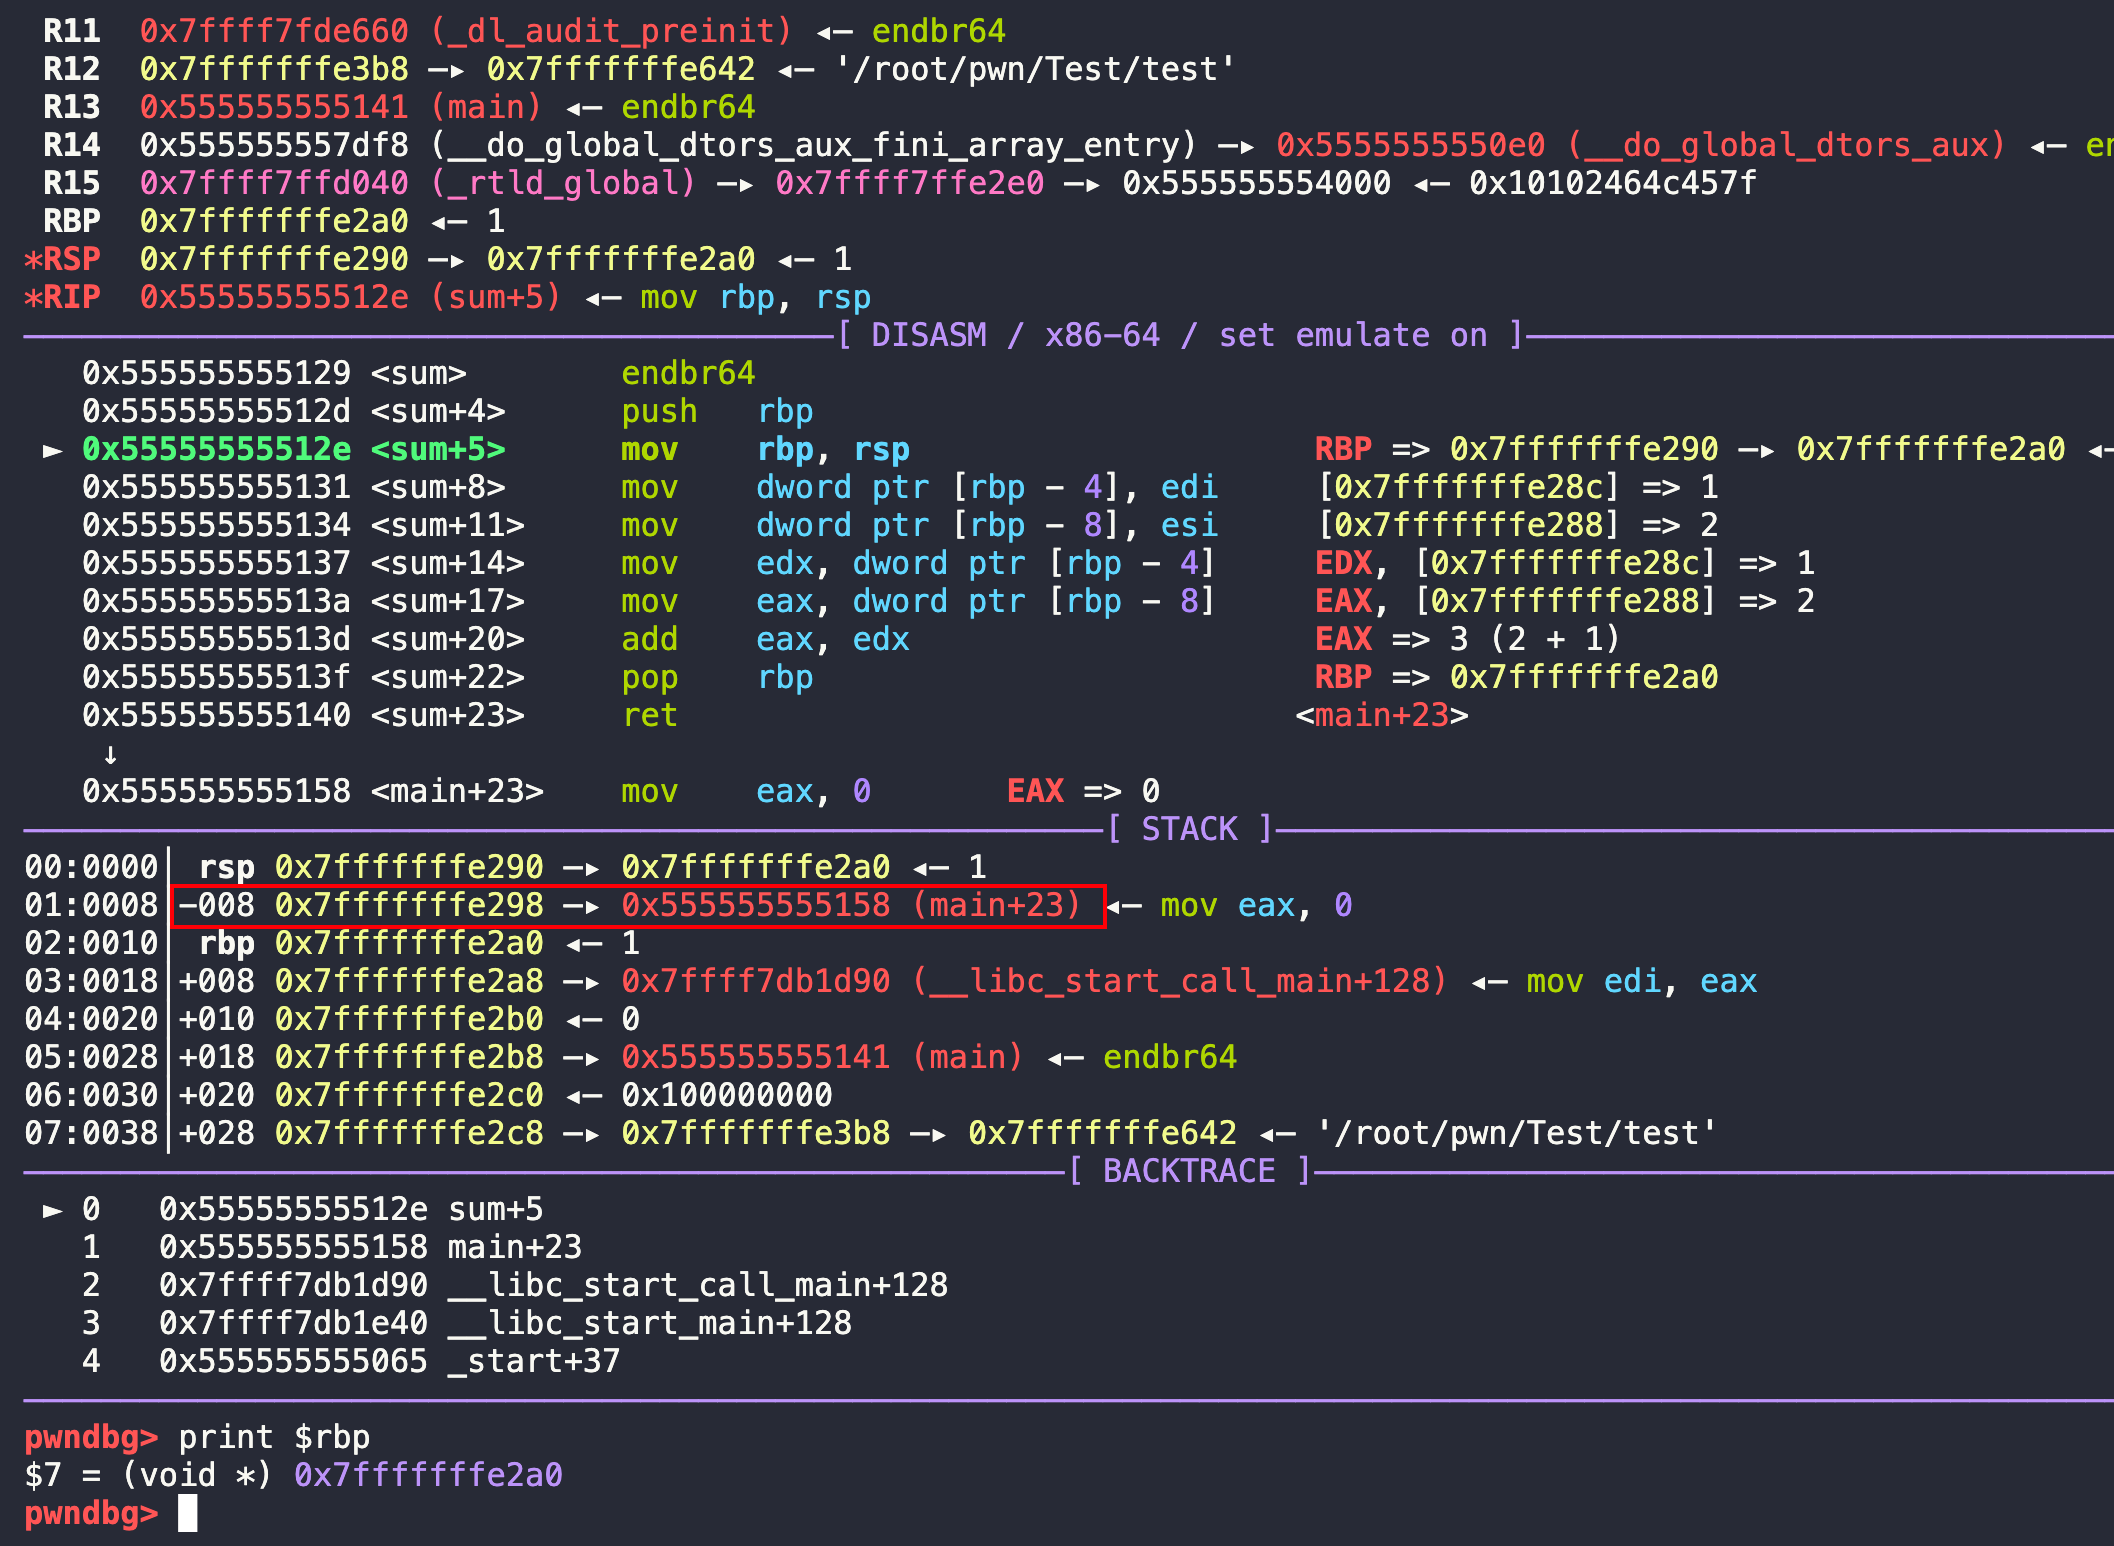 R11  0x7ffff7fde660 (_dl_audit_preinit) ◂— endbr64
R12  0x7fffffffe3b8 —▸ 0x7fffffffe642 ◂— '/root/pwn/Test/test'
R13  0x555555555141 (main) ◂— endbr64
R14  0x555555557df8 (__do_global_dtors_aux_fini_array_entry) —▸ 0x5555555550e0 (__do_global_dtors_aux) ◂— en
R15  0x7ffff7ffd040 (_rtld_global) —▸ 0x7ffff7ffe2e0 —▸ 0x555555554000 ◂— 0x10102464c457f
RBP  0x7fffffffe2a0 ◂— 1
*RSP  0x7fffffffe290 —▸ 0x7fffffffe2a0 ◂— 1
*RIP  0x55555555512e (sum+5) ◂— mov rbp, rsp
[ DISASM / x86-64 / set emulate on ]
0x555555555129 <sum>        endbr64
0x55555555512d <sum+4>      push   rbp
► 0x55555555512e <sum+5>      mov    rbp, rsp                     RBP => 0x7fffffffe290 —▸ 0x7fffffffe2a0 ◂—
0x555555555131 <sum+8>      mov    dword ptr [rbp - 4], edi     [0x7fffffffe28c] => 1
0x555555555134 <sum+11>     mov    dword ptr [rbp - 8], esi     [0x7fffffffe288] => 2
0x555555555137 <sum+14>     mov    edx, dword ptr [rbp - 4]     EDX, [0x7fffffffe28c] => 1
0x55555555513a <sum+17>     mov    eax, dword ptr [rbp - 8]     EAX, [0x7fffffffe288] => 2
0x55555555513d <sum+20>     add    eax, edx                     EAX => 3 (2 + 1)
0x55555555513f <sum+22>     pop    rbp                          RBP => 0x7fffffffe2a0
0x555555555140 <sum+23>     ret                                <main+23>
↓
0x555555555158 <main+23>    mov    eax, 0       EAX => 0
[ STACK ]
00:0000│ rsp 0x7fffffffe290 —▸ 0x7fffffffe2a0 ◂— 1
01:0008│-008 0x7fffffffe298 —▸ 0x555555555158 (main+23) ◂— mov eax, 0
02:0010│ rbp 0x7fffffffe2a0 ◂— 1
03:0018│+008 0x7fffffffe2a8 —▸ 0x7ffff7db1d90 (__libc_start_call_main+128) ◂— mov edi, eax
04:0020│+010 0x7fffffffe2b0 ◂— 0
05:0028│+018 0x7fffffffe2b8 —▸ 0x555555555141 (main) ◂— endbr64
06:0030│+020 0x7fffffffe2c0 ◂— 0x100000000
07:0038│+028 0x7fffffffe2c8 —▸ 0x7fffffffe3b8 —▸ 0x7fffffffe642 ◂— '/root/pwn/Test/test'
[ BACKTRACE ]
► 0   0x55555555512e sum+5
1   0x555555555158 main+23
2   0x7ffff7db1d90 __libc_start_call_main+128
3   0x7ffff7db1e40 __libc_start_main+128
4   0x555555555065 _start+37
pwndbg> print $rbp
$7 = (void *) 0x7fffffffe2a0
pwndbg>